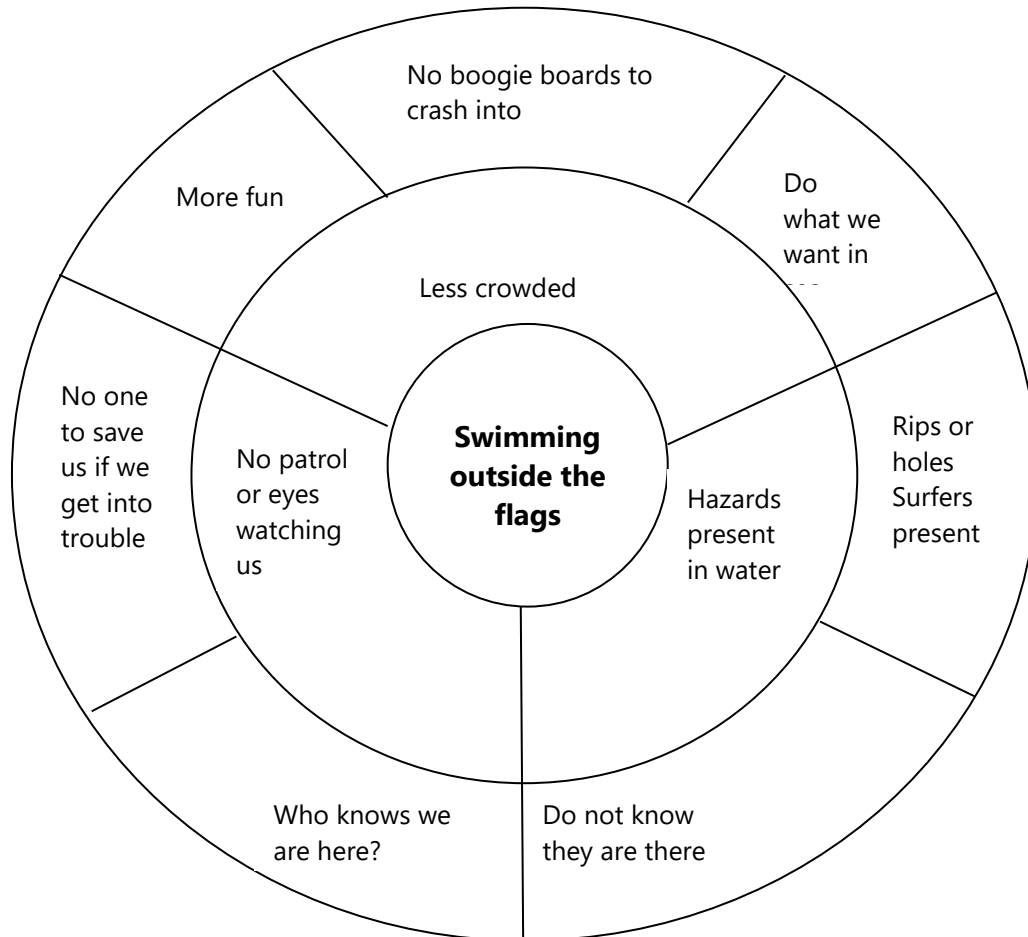 No boogie boards to
crash into
More fun
Do
what we
want in
Less crowded
No one
to save
us if we
get into
trouble
No patrol
or eyes
watching
us
Swimming
outside the
flags
Hazards
present
in water
Rips or
holes
Surfers
present
Who knows we
are here?
Do not know
they are there